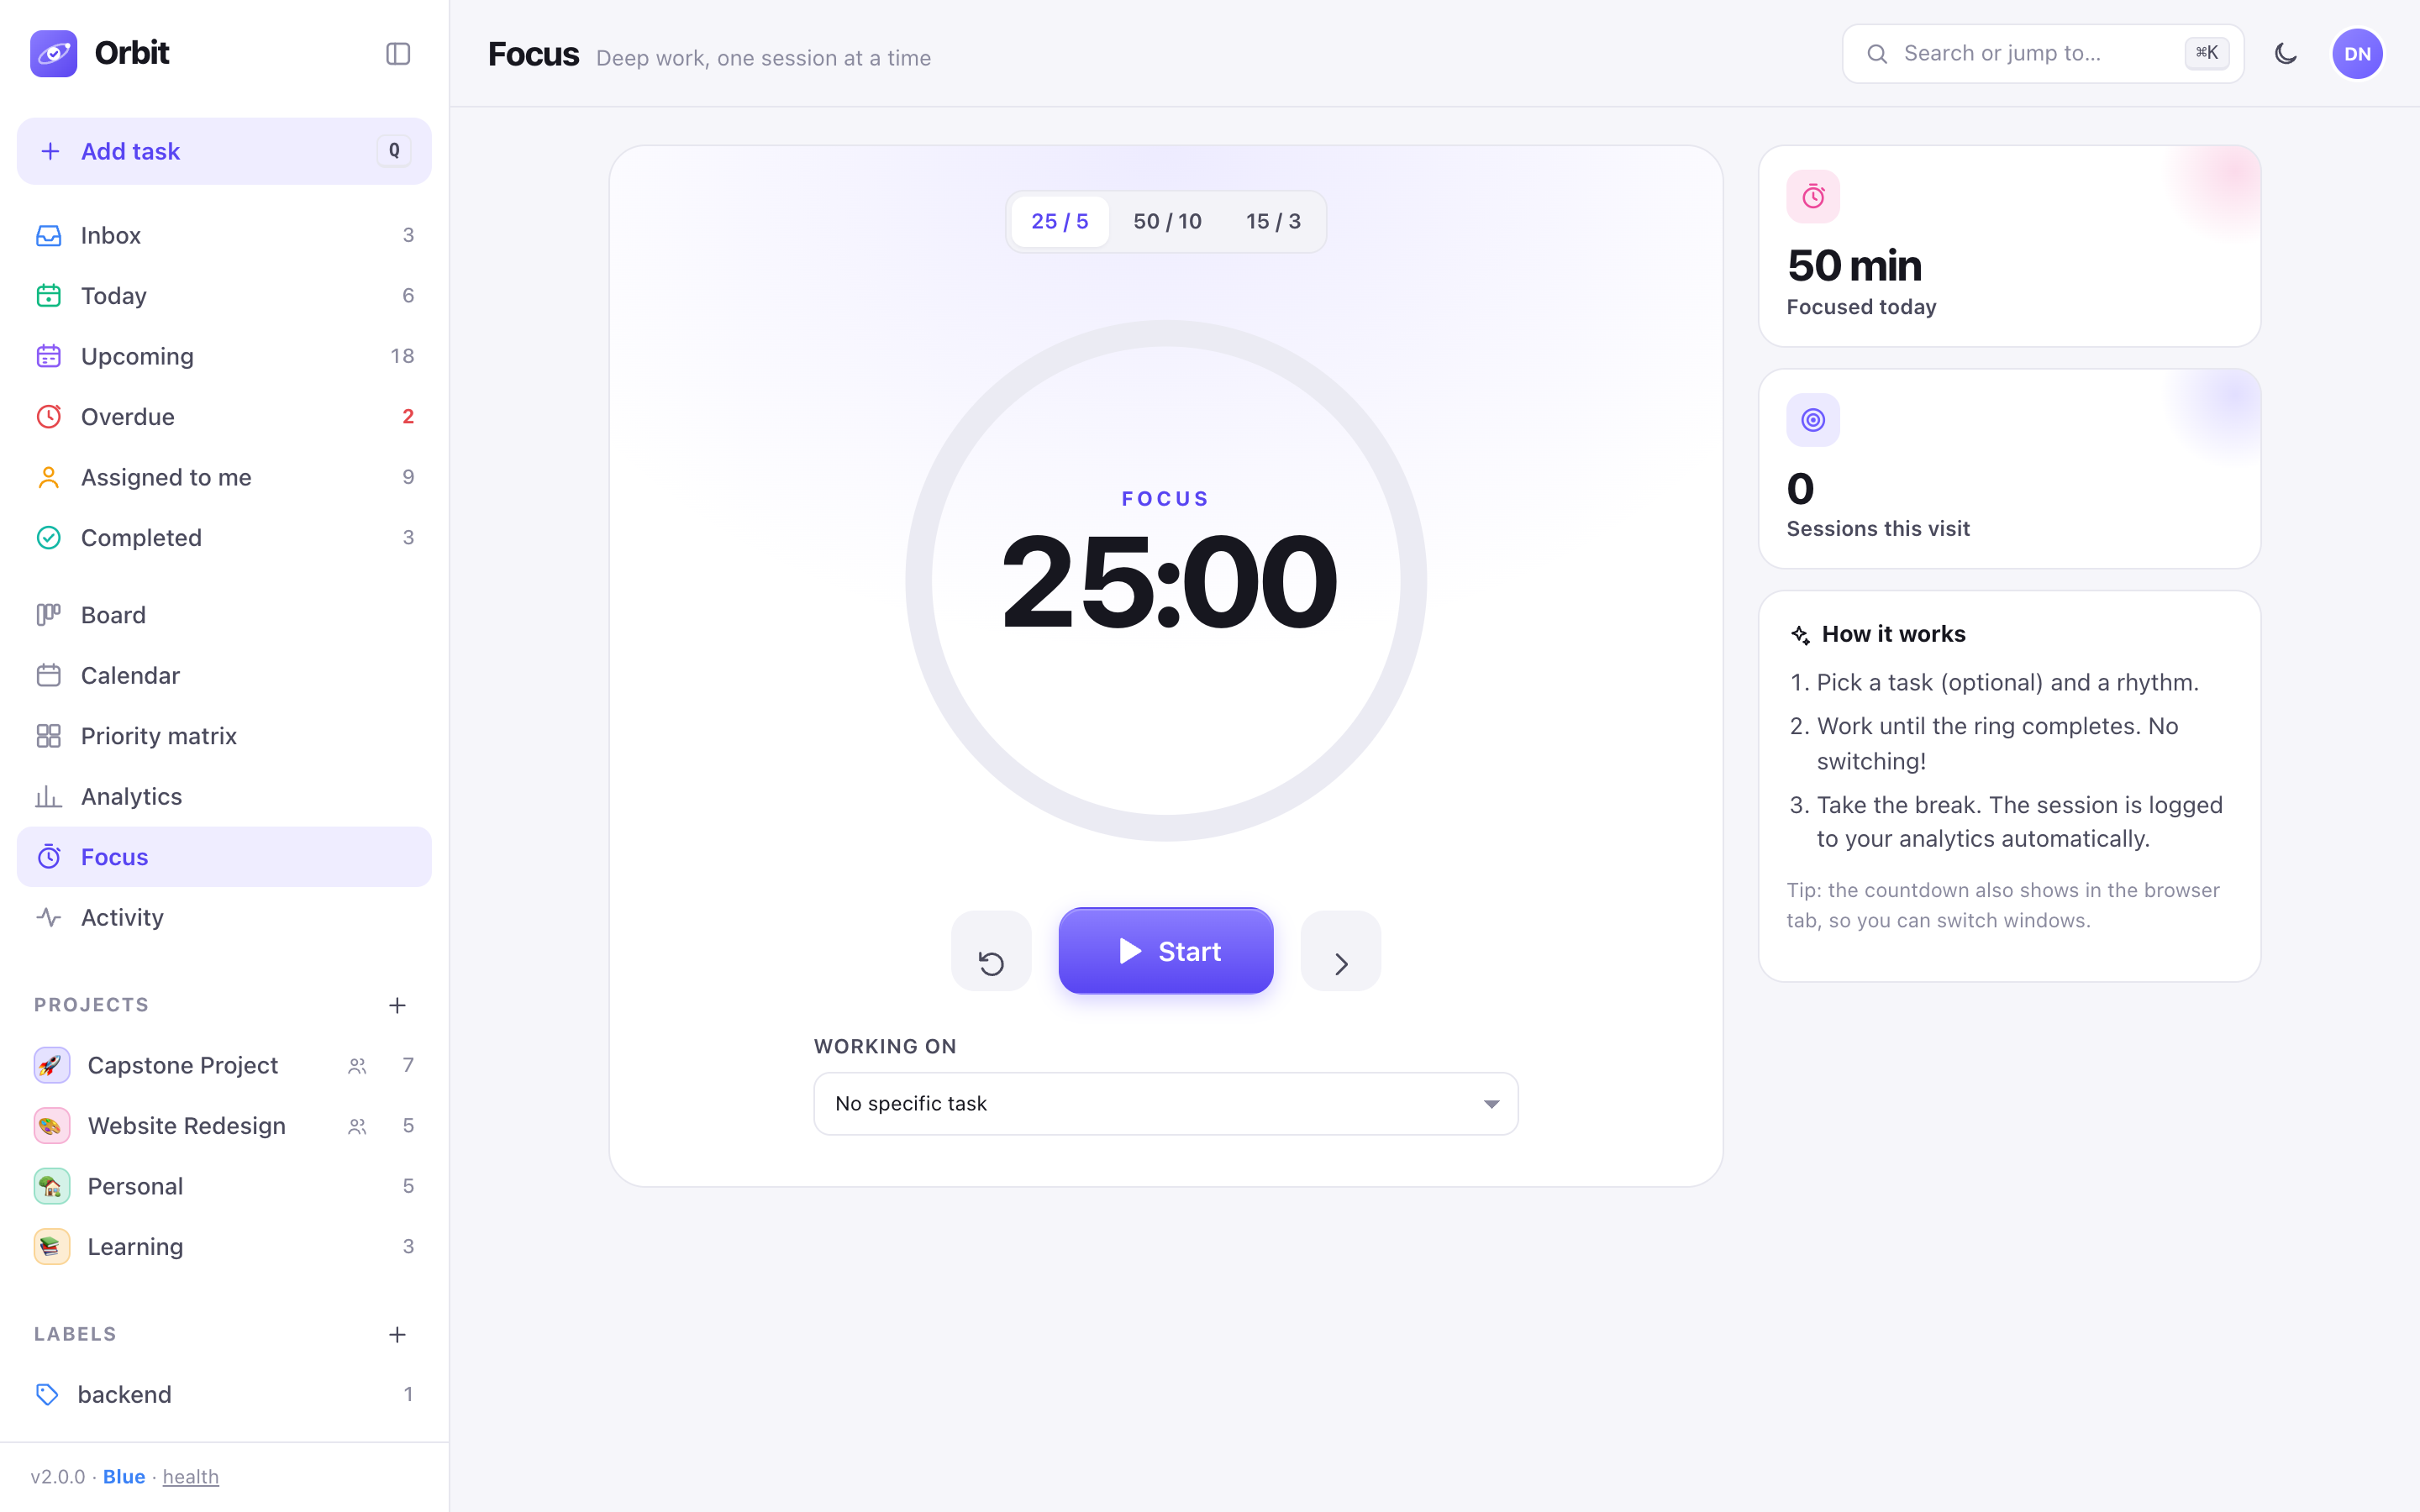 Orbit
Add task Q
Inbox 3
Today 6
Upcoming 18
Overdue 2
Assigned to me 9
Completed 3
Board
Calendar
Priority matrix
Analytics
Focus
Activity
PROJECTS
Capstone Project 7
Website Redesign 5
Personal 5
Learning 3
LABELS
backend 1
v2.0.0 · Blue · health
Focus Deep work, one session at a time
Search or jump to... ⌘K
DN
25 / 5 50 / 10 15 / 3
FOCUS
25:00
Start
WORKING ON
No specific task
50 min
Focused today
0
Sessions this visit
How it works
1. Pick a task (optional) and a rhythm.
2. Work until the ring completes. No
switching!
3. Take the break. The session is logged
to your analytics automatically.
Tip: the countdown also shows in the browser
tab, so you can switch windows.